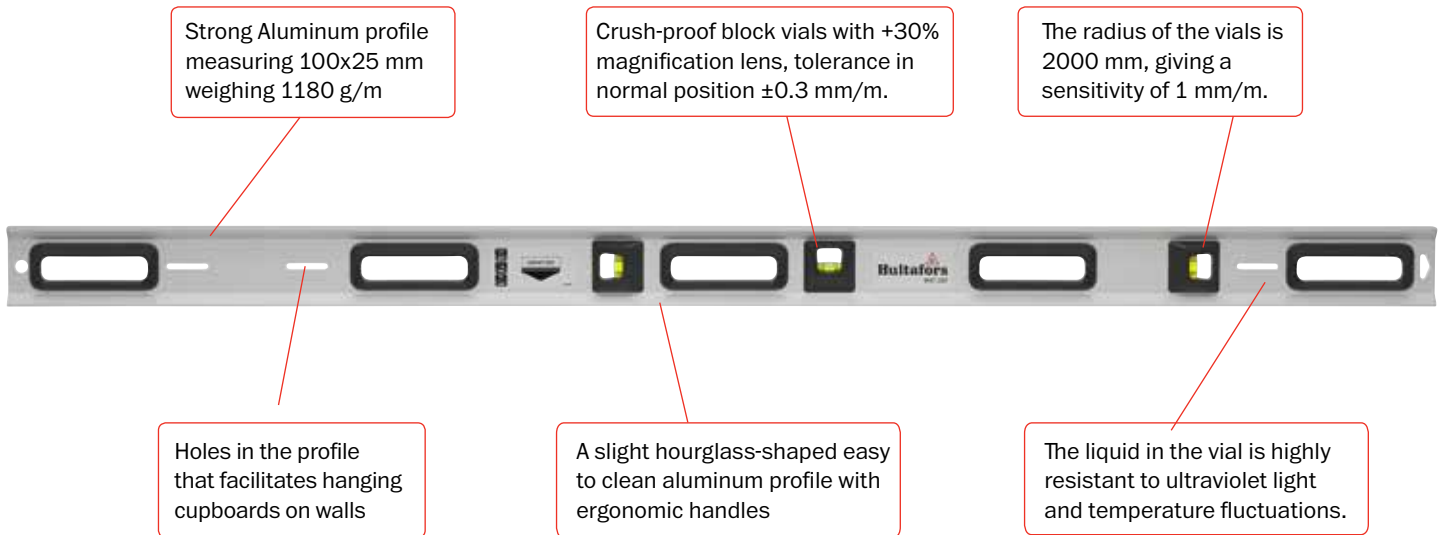 Strong Aluminum profile
measuring 100x25 mm
weighing 1180 g/m
Crush-proof block vials with +30%
magnification lens, tolerance in
normal position ±0.3 mm/m.
The radius of the vials is
2000 mm, giving a
sensitivity of 1 mm/m.
Hultafors
Holes in the profile
that facilitates hanging
cupboards on walls
A slight hourglass-shaped easy
to clean aluminum profile with
ergonomic handles
The liquid in the vial is highly
resistant to ultraviolet light
and temperature fluctuations.